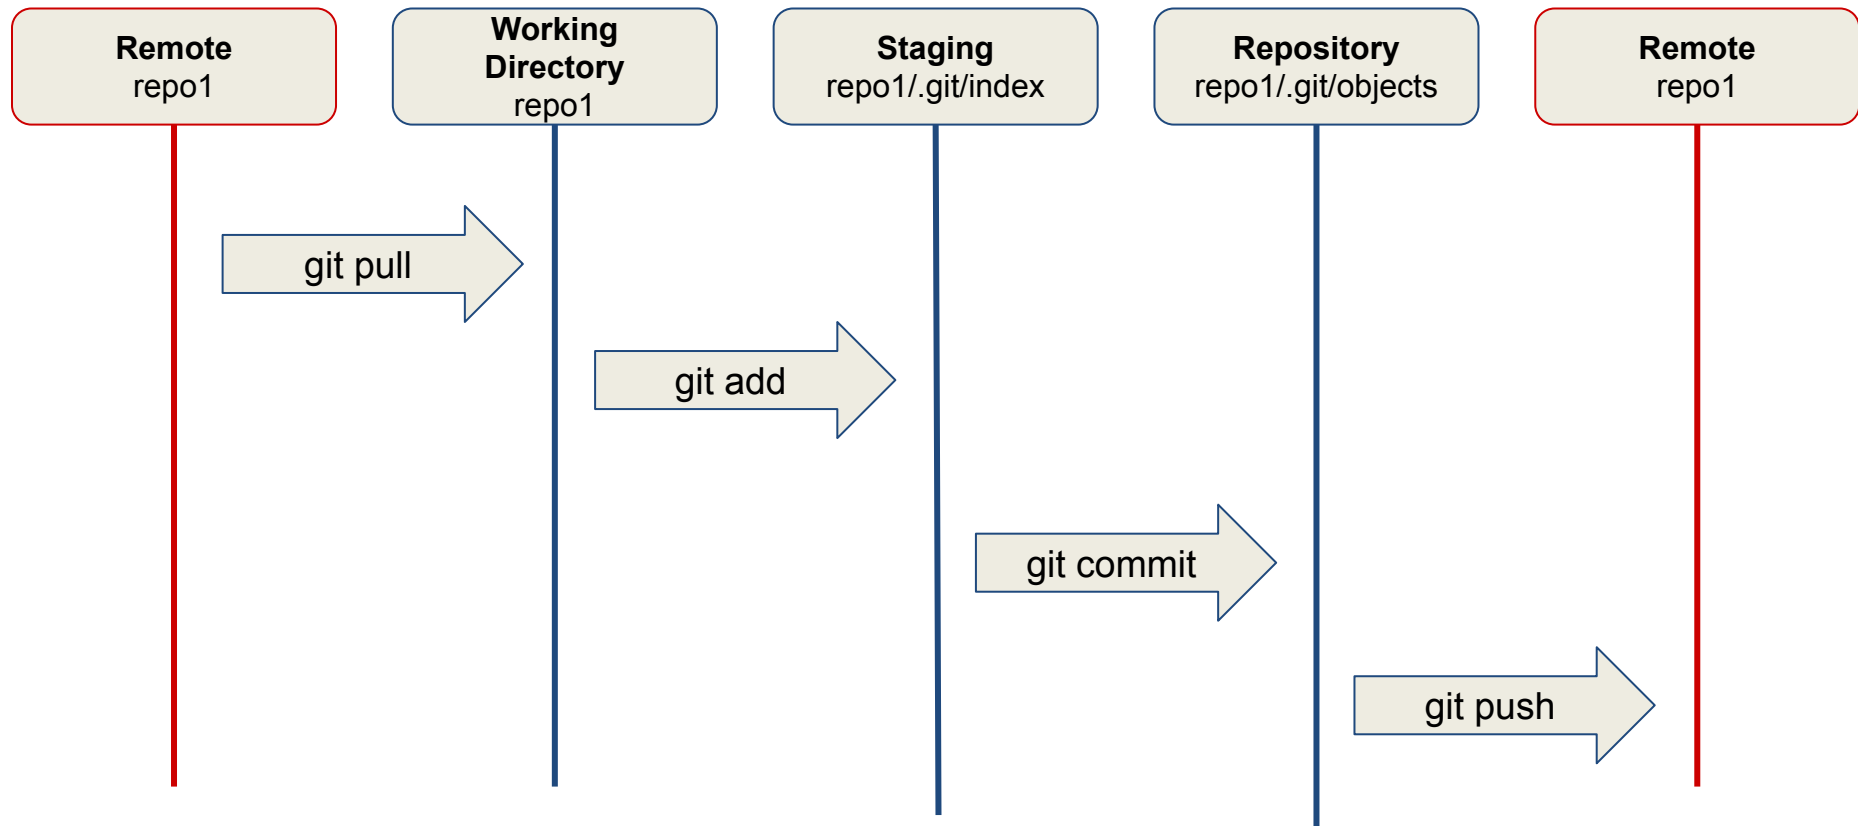 Remote
repo1
Working
Directory
repo1
Staging
repo1/.git/index
Repository
repo1/.git/objects
Remote
repo1
git pull
git add
git commit
git push